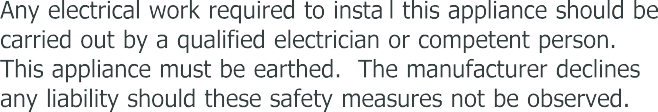 Any electrical work required to insta l this appliance should be
carried out by a qualified electrician or competent person.
This appliance must be earthed.  The manufacturer declines
any liability should these safety measures not be observed.